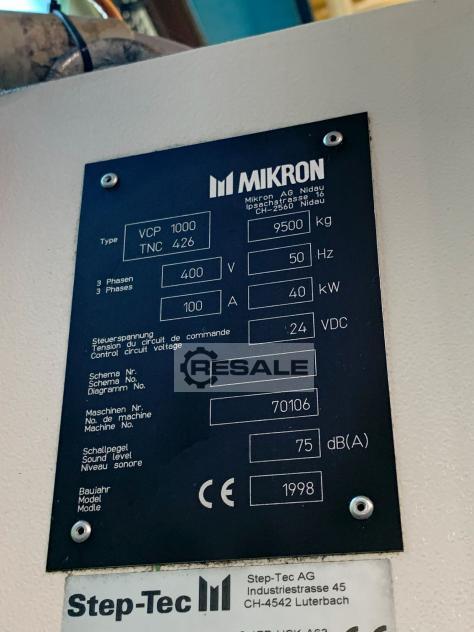 MIKRON
Mikron AG Nidau
Ipsachstrasse 16
CH-2560 Nidau
Type
VCP 1000
TNC 426
9500 kg
3 Phasen
3 Phases
400 V
50 Hz
100 A
40 kW
Steuerspannung
Tension du circuit de commande
Control circuit voltage
24 VDC
Schema Nr.
Schema No.
Diagramm No.
RESALE
Maschinen Nr.
No. de machine
Machine No.
70106
Schallpegel
Sound level
Niveau sonore
75 dB(A)
Baujahr
Model
Modle
CE
1998
Step-Tec
Step-Tec AG
Industriestrasse 45
CH-4542 Luterbach